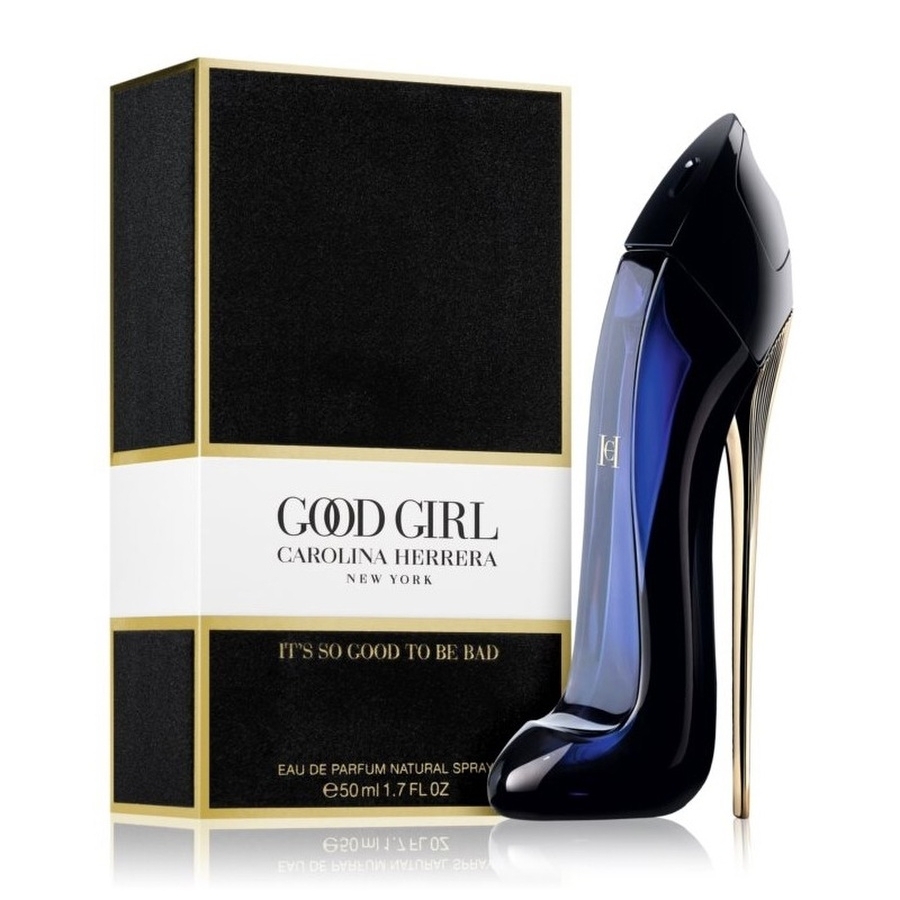 GOOD GIRL
CAROLINA HERRERA
NEW YORK
IT'S SO GOOD TO BE BAD
EAU DE PARFUM NATURAL SPRAY
℮50 ml 1.7 FL OZ
CH